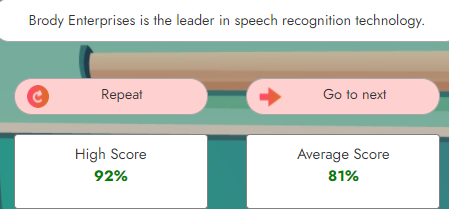 Brody Enterprises is the leader in speech recognition technology.
Repeat
Go to next
High Score
92%
Average Score
81%